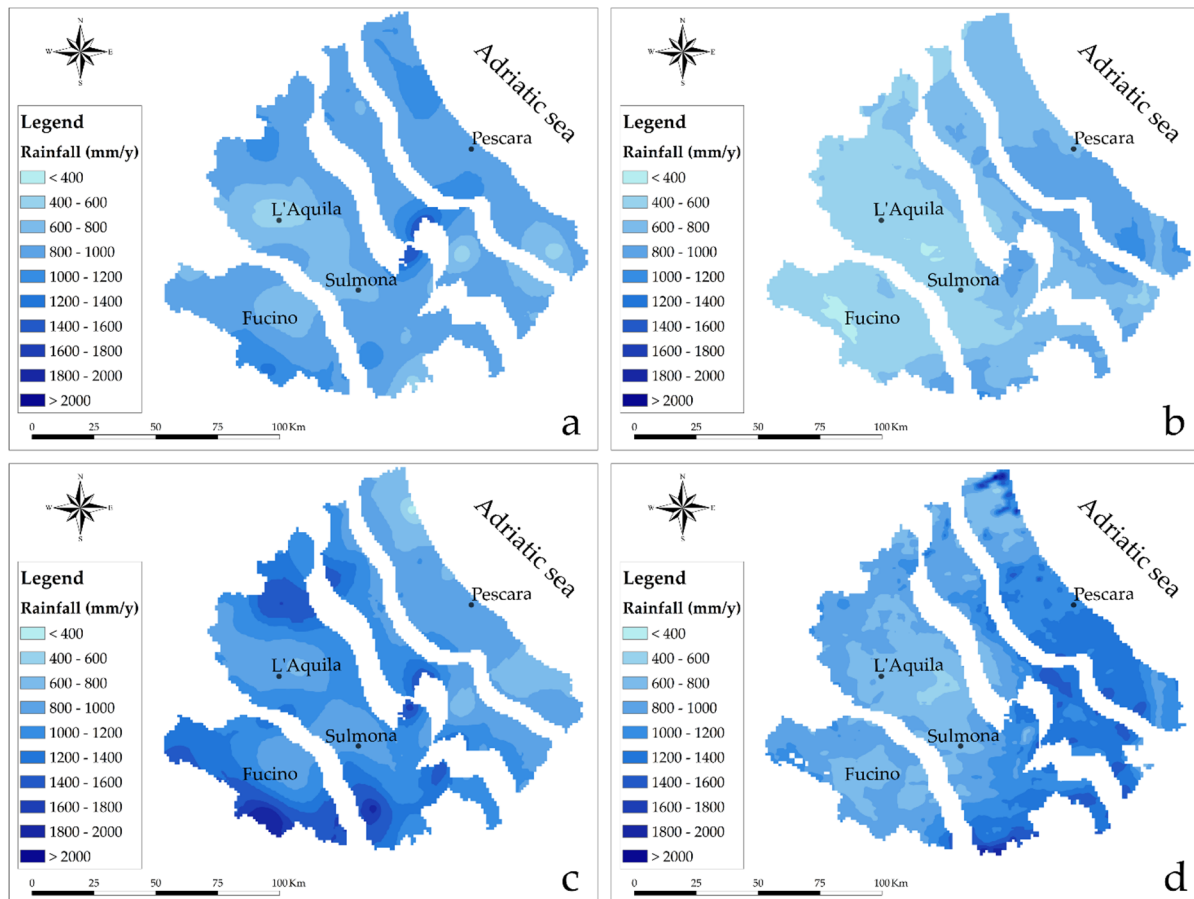 N
W E
S
Adriatic sea
Legend
Rainfall (mm/y)
< 400
400 - 600
600 - 800
800 - 1000
1000 - 1200
1200 - 1400
1400 - 1600
1600 - 1800
1800 - 2000
> 2000
Pescara
L'Aquila
Sulmona
Fucino
0 25 50 75 100 Km
a
N
W E
S
Adriatic sea
Legend
Rainfall (mm/y)
< 400
400 - 600
600 - 800
800 - 1000
1000 - 1200
1200 - 1400
1400 - 1600
1600 - 1800
1800 - 2000
> 2000
Pescara
L'Aquila
Sulmona
Fucino
0 25 50 75 100 Km
b
N
W E
S
Adriatic sea
Legend
Rainfall (mm/y)
< 400
400 - 600
600 - 800
800 - 1000
1000 - 1200
1200 - 1400
1400 - 1600
1600 - 1800
1800 - 2000
> 2000
Pescara
L'Aquila
Sulmona
Fucino
0 25 50 75 100 Km
c
N
W E
S
Adriatic sea
Legend
Rainfall (mm/y)
< 400
400 - 600
600 - 800
800 - 1000
1000 - 1200
1200 - 1400
1400 - 1600
1600 - 1800
1800 - 2000
> 2000
Pescara
L'Aquila
Sulmona
Fucino
0 25 50 75 100 Km
d